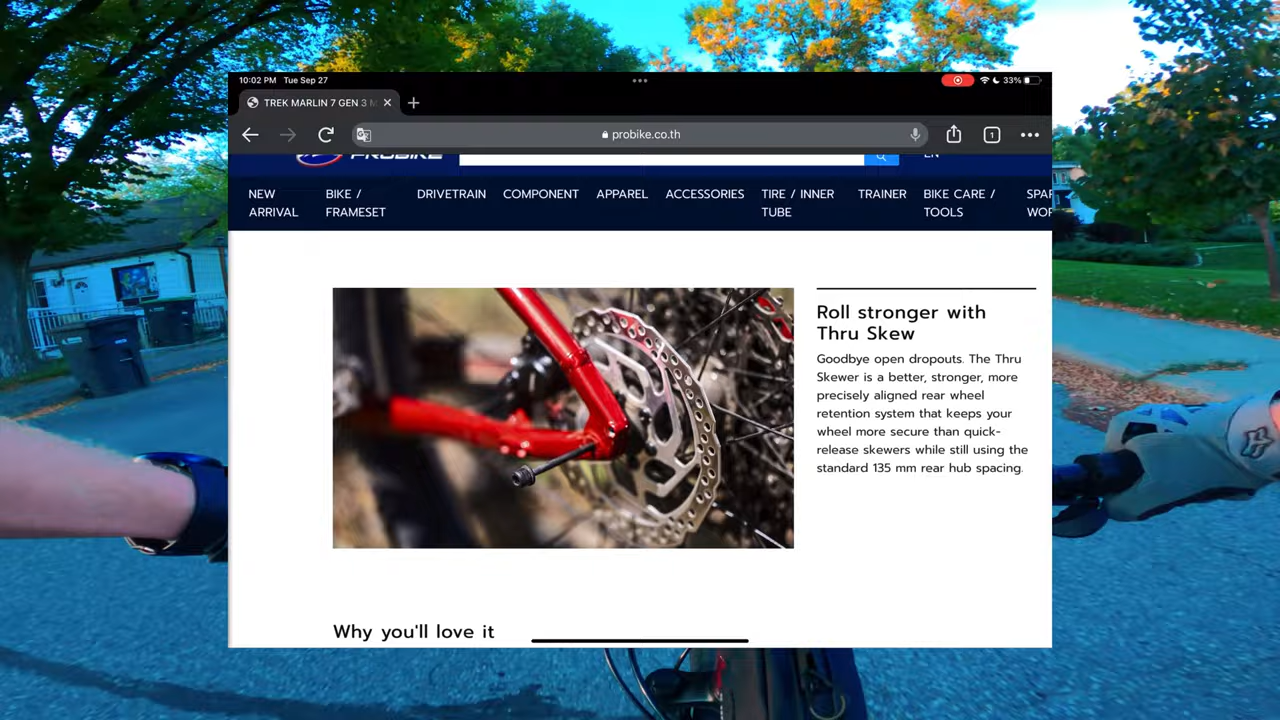 10:02 PM Tue Sep 27
33%
TREK MARLIN 7 GEN 3
probike.co.th
1
PROBIKE
EN
NEW ARRIVAL
BIKE / FRAMESET
DRIVETRAIN
COMPONENT
APPAREL
ACCESSORIES
TIRE / INNER TUBE
TRAINER
BIKE CARE / TOOLS
Roll stronger with
Thru Skew
Goodbye open dropouts. The Thru
Skewer is a better, stronger, more
precisely aligned rear wheel
retention system that keeps your
wheel more secure than quick-
release skewers while still using the
standard 135 mm rear hub spacing.
Why you'll love it